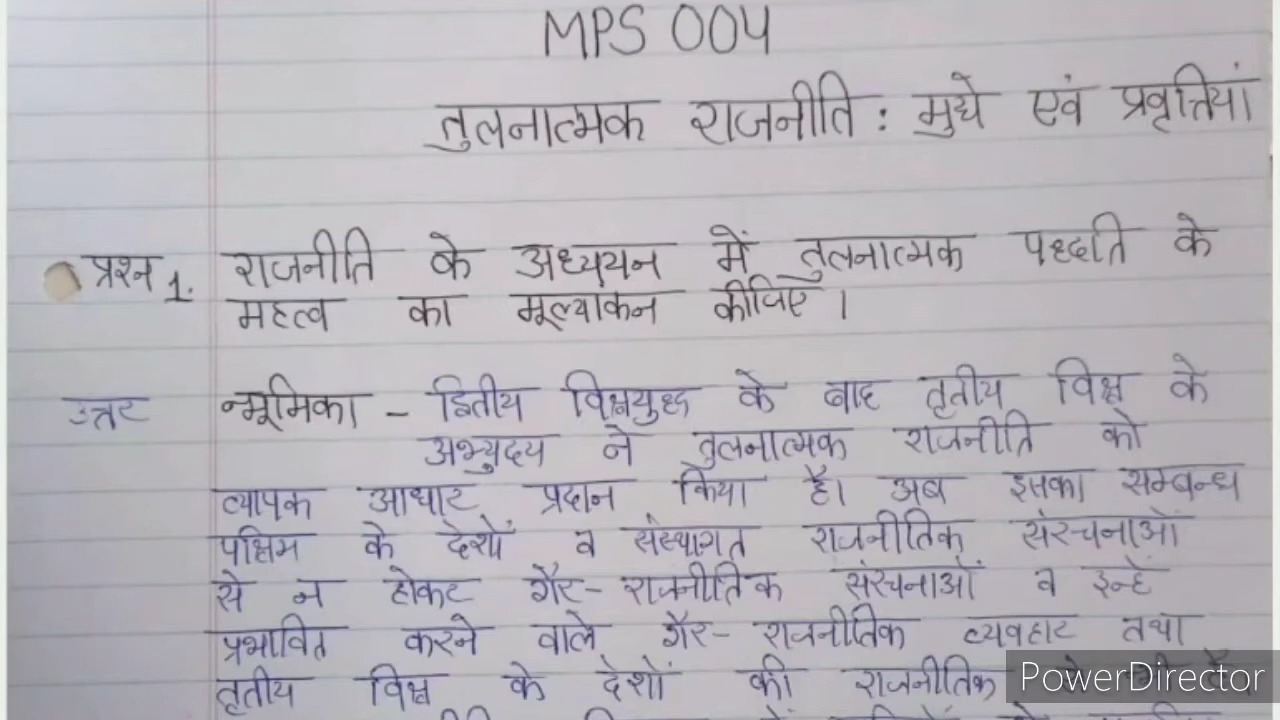 MPS 004
तुलनात्मक राजनीति : मुद्दे एवं प्रवृत्तियां
प्रश्न 1. राजनीति के अध्ययन में तुलनात्मक पद्धति के
महत्व का मूल्याकंन कीजिए ।
उत्तर भूमिका - द्वितीय विश्वयुद्ध के बाद तृतीय विश्व के
अभ्युदय ने तुलनात्मक राजनीति को
व्यापक आधार प्रदान किया है। अब इसका सम्बन्ध
पश्चिम के देशों व संस्थागत राजनीतिक संरचनाओं
से न होकर गैर-राजनीतिक संरचनाओं व इन्हें
प्रभावित करने वाले गैर-राजनीतिक व्यवहार तथा
तृतीय विश्व के देशों की राजनीतिक
PowerDirector